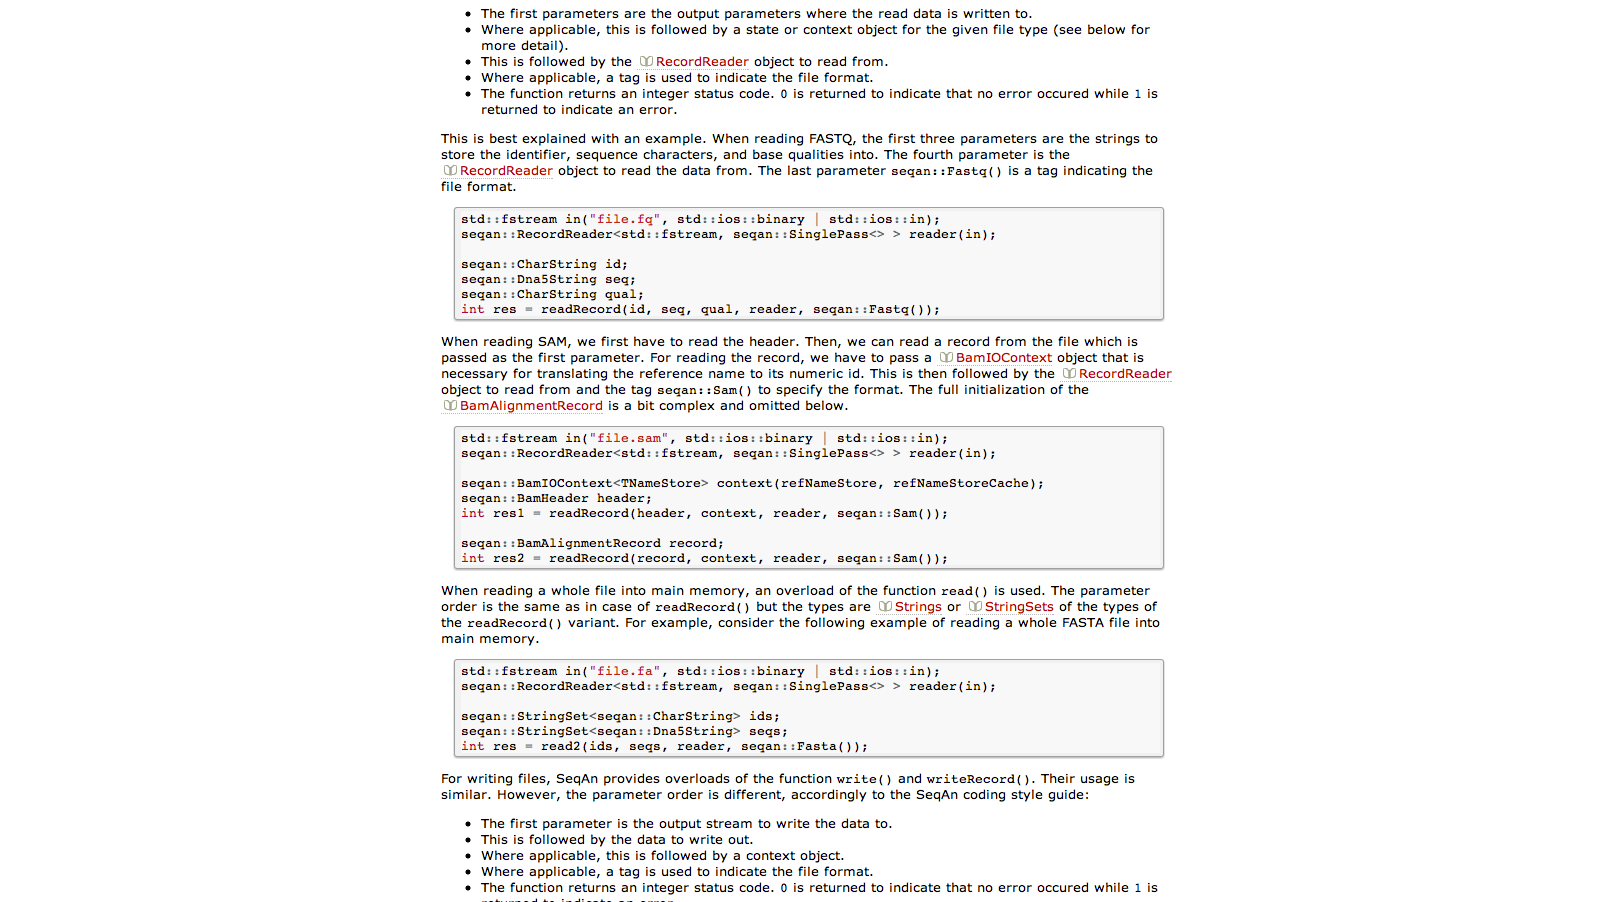 • The first parameters are the output parameters where the read data is written to.
• Where applicable, this is followed by a state or context object for the given file type (see below for
more detail).
• This is followed by the RecordReader object to read from.
• Where applicable, a tag is used to indicate the file format.
• The function returns an integer status code. 0 is returned to indicate that no error occured while 1 is
returned to indicate an error.
This is best explained with an example. When reading FASTQ, the first three parameters are the strings to
store the identifier, sequence characters, and base qualities into. The fourth parameter is the
RecordReader object to read the data from. The last parameter seqan::Fastq() is a tag indicating the
file format.
std::fstream in("file.fq", std::ios::binary | std::ios::in);
seqan::RecordReader<std::fstream, seqan::SinglePass<> > reader(in);
seqan::CharString id;
seqan::Dna5String seq;
seqan::CharString qual;
int res = readRecord(id, seq, qual, reader, seqan::Fastq());
When reading SAM, we first have to read the header. Then, we can read a record from the file which is
passed as the first parameter. For reading the record, we have to pass a BamIOContext object that is
necessary for translating the reference name to its numeric id. This is then followed by the RecordReader
object to read from and the tag seqan::Sam() to specify the format. The full initialization of the
BamAlignmentRecord is a bit complex and omitted below.
std::fstream in("file.sam", std::ios::binary | std::ios::in);
seqan::RecordReader<std::fstream, seqan::SinglePass<> > reader(in);
seqan::BamIOContext<TNameStore> context(refNameStore, refNameStoreCache);
seqan::BamHeader header;
int res1 = readRecord(header, context, reader, seqan::Sam());
seqan::BamAlignmentRecord record;
int res2 = readRecord(record, context, reader, seqan::Sam());
When reading a whole file into main memory, an overload of the function read() is used. The parameter
order is the same as in case of readRecord() but the types are Strings or StringSets of the types of
the readRecord() variant. For example, consider the following example of reading a whole FASTA file into
main memory.
std::fstream in("file.fa", std::ios::binary | std::ios::in);
seqan::RecordReader<std::fstream, seqan::SinglePass<> > reader(in);
seqan::StringSet<seqan::CharString> ids;
seqan::StringSet<seqan::Dna5String> seqs;
int res = read2(ids, seqs, reader, seqan::Fasta());
For writing files, SeqAn provides overloads of the function write() and writeRecord(). Their usage is
similar. However, the parameter order is different, accordingly to the SeqAn coding style guide:
• The first parameter is the output stream to write the data to.
• This is followed by the data to write out.
• Where applicable, this is followed by a context object.
• Where applicable, a tag is used to indicate the file format.
• The function returns an integer status code. 0 is returned to indicate that no error occured while 1 is